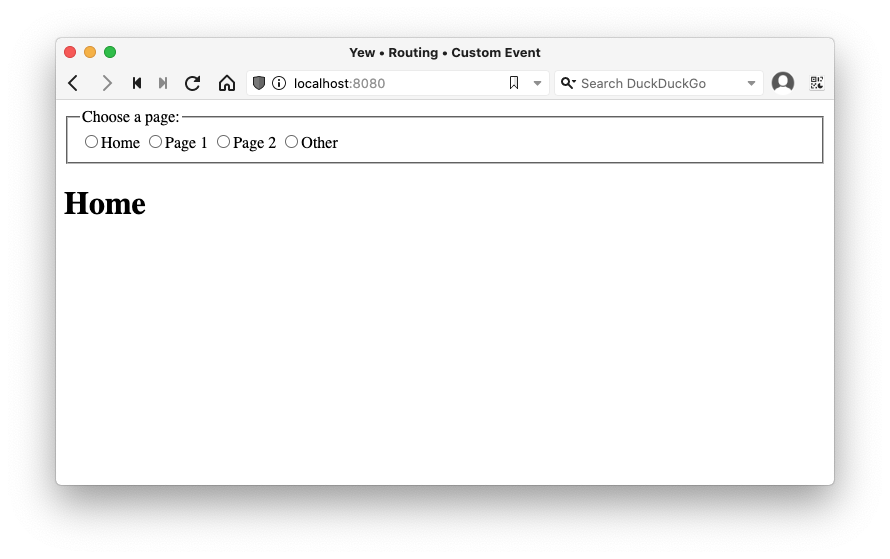 Yew • Routing • Custom Event
localhost:8080 Search DuckDuckGo
Choose a page:
Home Page 1 Page 2 Other
Home